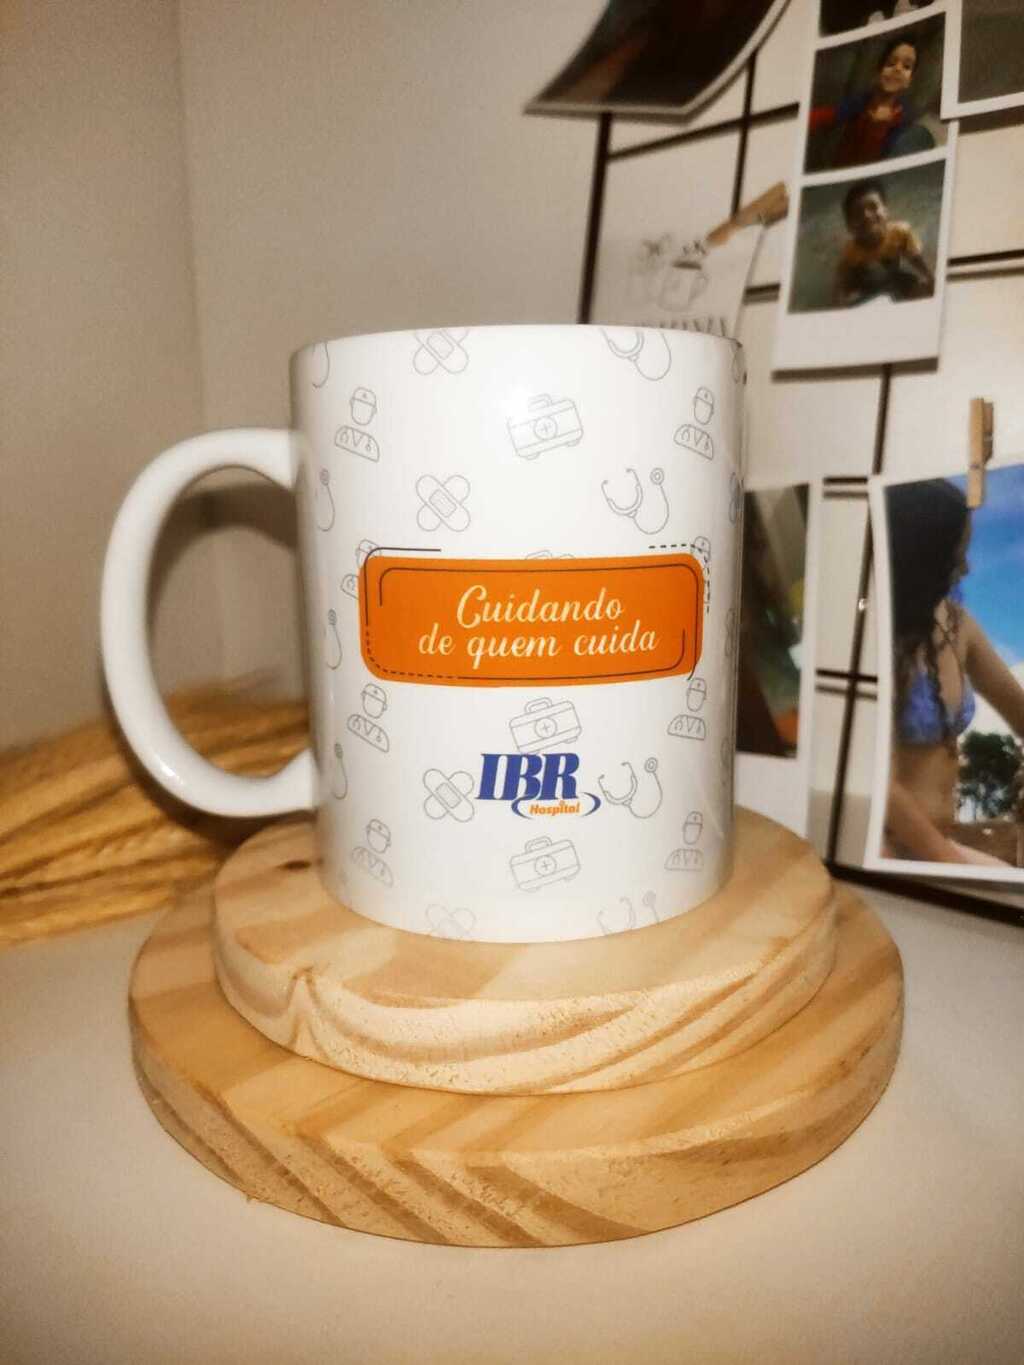 Cuidando
de quem cuida
IBR
Hospital